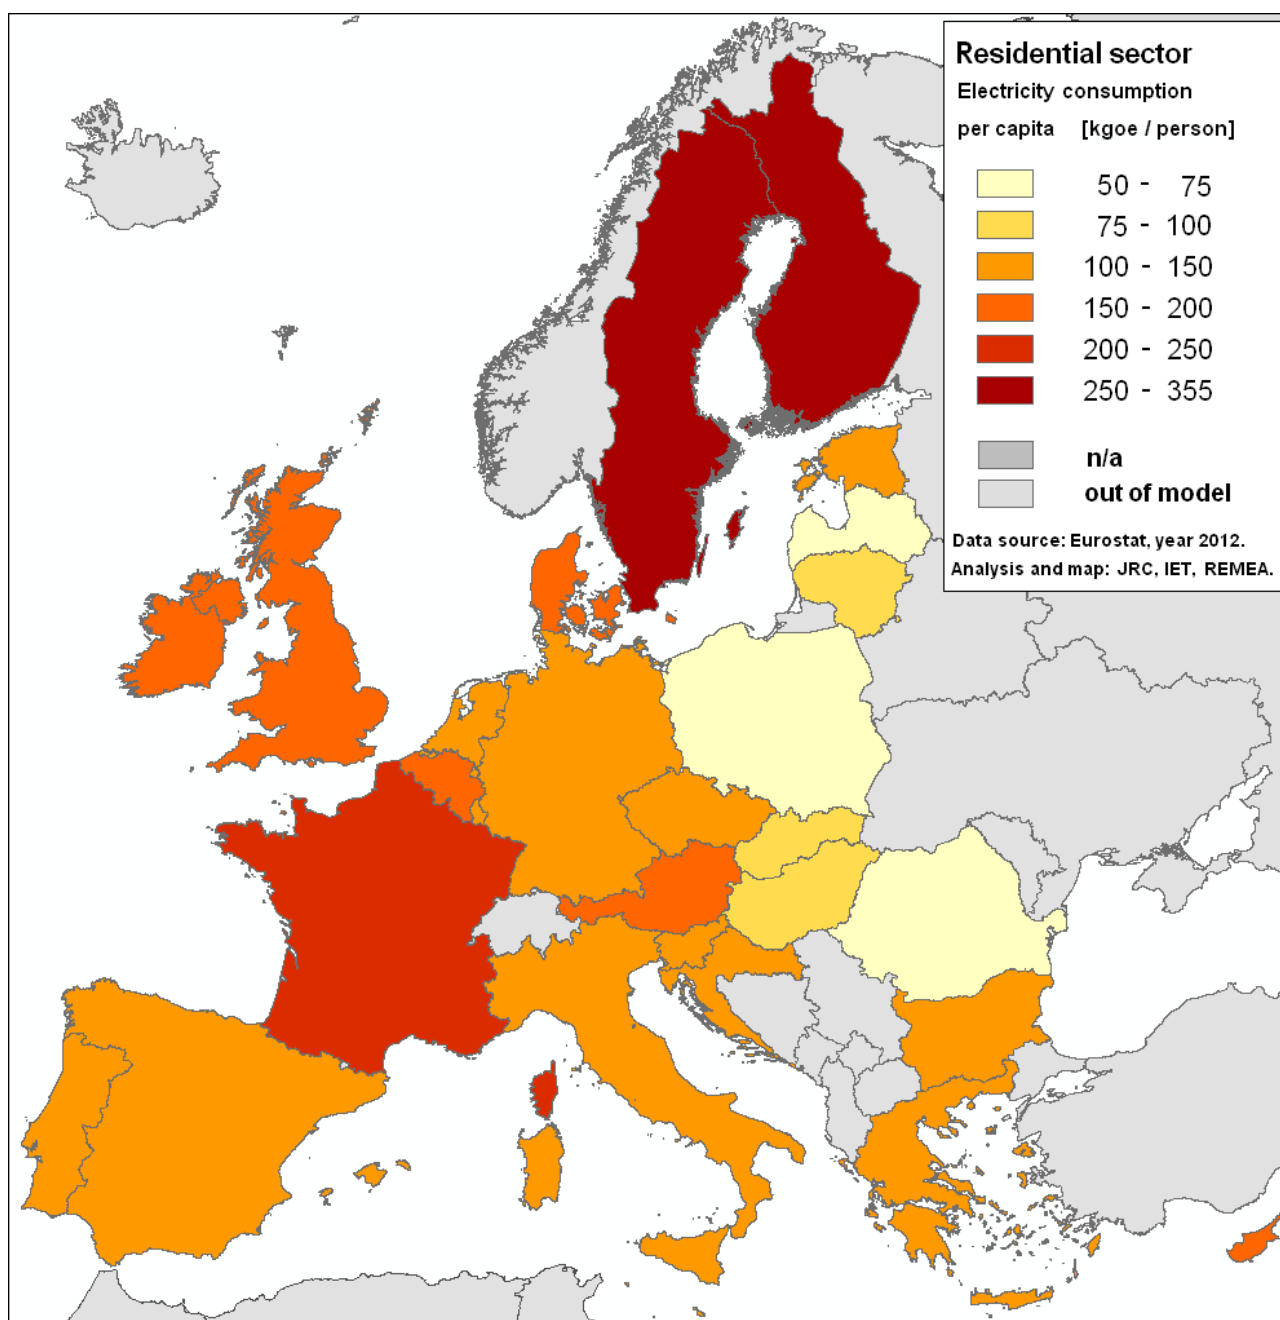 Residential sector
Electricity consumption
per capita [kgoe / person]
50 - 75
75 - 100
100 - 150
150 - 200
200 - 250
250 - 355
n/a
out of model
Data source: Eurostat, year 2012.
Analysis and map: JRC, IET, REMEA.